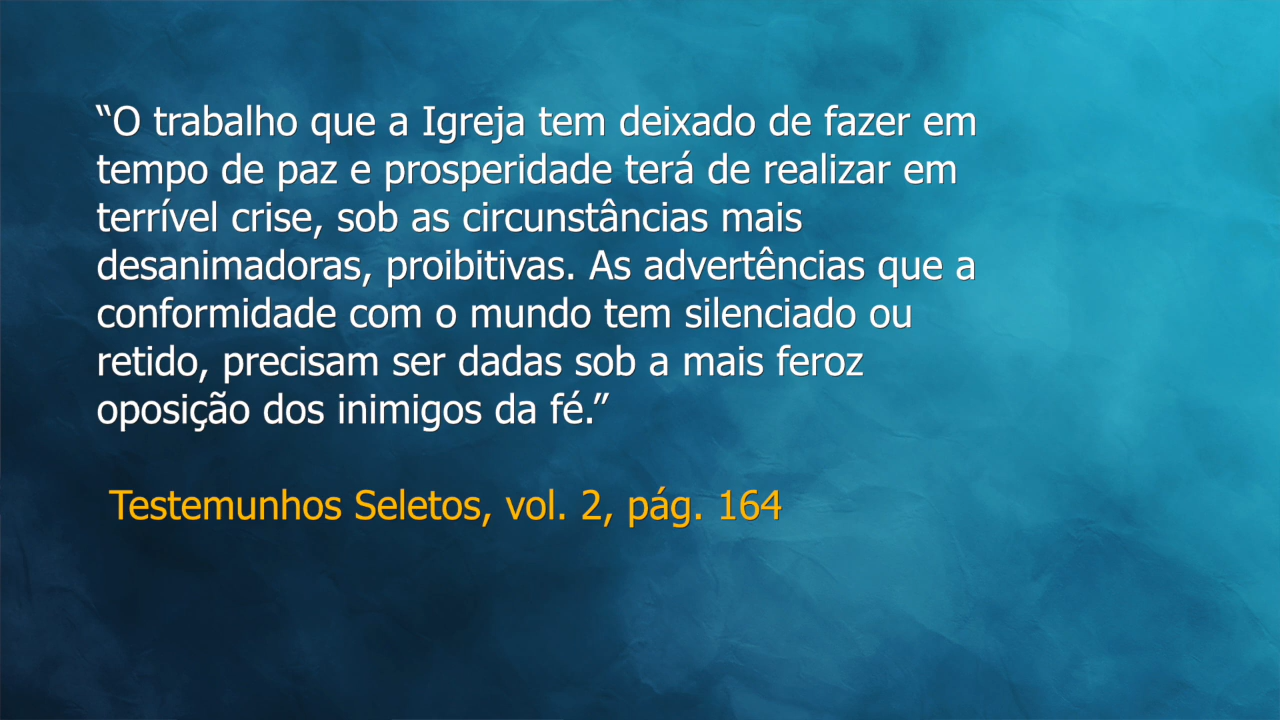 “O trabalho que a Igreja tem deixado de fazer em
tempo de paz e prosperidade terá de realizar em
terrível crise, sob as circunstâncias mais
desanimadoras, proibitivas. As advertências que a
conformidade com o mundo tem silenciado ou
retido, precisam ser dadas sob a mais feroz
oposição dos inimigos da fé.”
Testemunhos Seletos, vol. 2, pág. 164